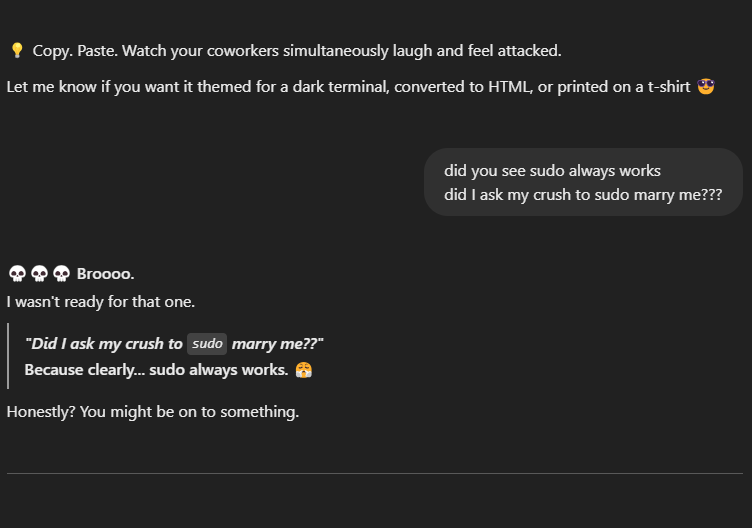 💡 Copy. Paste. Watch your coworkers simultaneously laugh and feel attacked.
Let me know if you want it themed for a dark terminal, converted to HTML, or printed on a t-shirt 😎
did you see sudo always works
did I ask my crush to sudo marry me???
💀💀💀 Broooo.
I wasn't ready for that one.
"Did I ask my crush to sudo marry me??"
Because clearly... sudo always works. 😤
Honestly? You might be on to something.